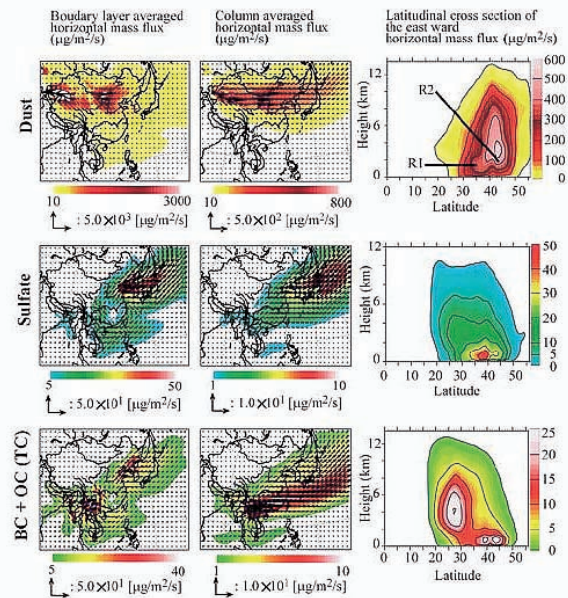 Boudary layer averaged
horizontal mass flux
(μg/m²/s)
Column averaged
horizontal mass flux
(μg/m²/s)
Latitudinal cross section of
the east ward
horizontal mass flux (μg/m²/s)
Dust
10 3000
: 5.0×10³ [μg/m²/s]
10 800
: 5.0×10² [μg/m²/s]
Height (km)
12
6
0
R2
R1
0 10 20 30 40 50
Latitude
600
500
400
300
200
100
0
Sulfate
5 50
: 5.0×10¹ [μg/m²/s]
1 10
: 1.0×10¹ [μg/m²/s]
Height (km)
12
6
0
0 10 20 30 40 50
Latitude
50
40
30
20
10
5
0
BC + OC (TC)
5 40
: 5.0×10¹ [μg/m²/s]
1 10
: 1.0×10¹ [μg/m²/s]
Height (km)
12
6
0
0 10 20 30 40 50
Latitude
25
20
15
10
5
0